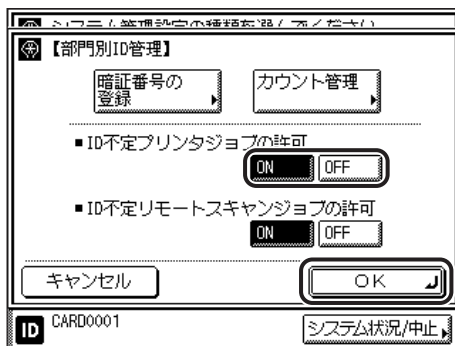 【部門別ID管理】
暗証番号の
登録
カウント管理
■ID不定プリンタジョブの許可
ON OFF
■ID不定リモートスキャンジョブの許可
ON OFF
キャンセル
OK
ID CARD0001
システム状況/中止